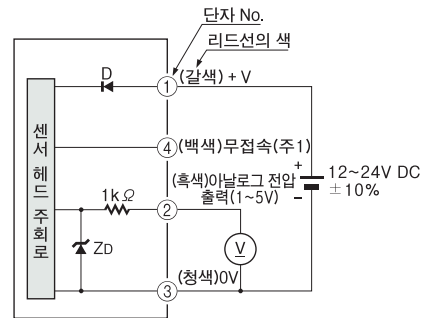 단자 No.
리드선의 색
D
① (갈색) + V
센서 헤드 주회로
④ (백색)무접속(주1)
+
12~24V DC
±10%
−
(흑색)아날로그 전압
출력(1~5V)
1kΩ
②
ZD
V
(청색)0V
③